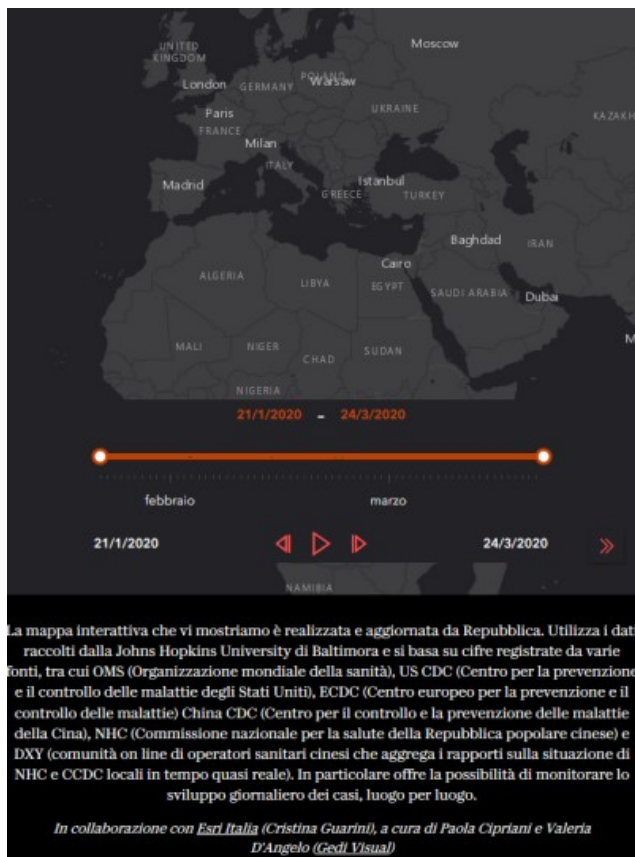 Moscow
UNITED
KINGDOM
POLAND
Warsaw
London
GERMANY
Paris
UKRAINE
FRANCE
KAZAKH
Milan
ITALY
Istanbul
Madrid
GREECE
TURKEY
Baghdad
IRAN
Cairo
ALGERIA
LIBYA
EGYPT
SAUDI ARABIA
Dubai
MALI
NIGER
SUDAN
M
CHAD
NIGERIA
21/1/2020 - 24/3/2020
febbraio marzo
21/1/2020 24/3/2020
NAMIBIA
La mappa interattiva che vi mostriamo è realizzata e aggiornata da Repubblica. Utilizza i dati
raccolti dalla Johns Hopkins University di Baltimora e si basa su cifre registrate da varie
fonti, tra cui OMS (Organizzazione mondiale della sanità), US CDC (Centro per la prevenzione
e il controllo delle malattie degli Stati Uniti), ECDC (Centro europeo per la prevenzione e il
controllo delle malattie) China CDC (Centro per il controllo e la prevenzione delle malattie
della Cina), NHC (Commissione nazionale per la salute della Repubblica popolare cinese) e
DXY (comunità on line di operatori sanitari cinesi che aggrega i rapporti sulla situazione di
NHC e CCDC locali in tempo quasi reale). In particolare offre la possibilità di monitorare lo
sviluppo giornaliero dei casi, luogo per luogo.
In collaborazione con Esri Italia (Cristina Guarini), a cura di Paola Cipriani e Valeria
D'Angelo (Gedi Visual)